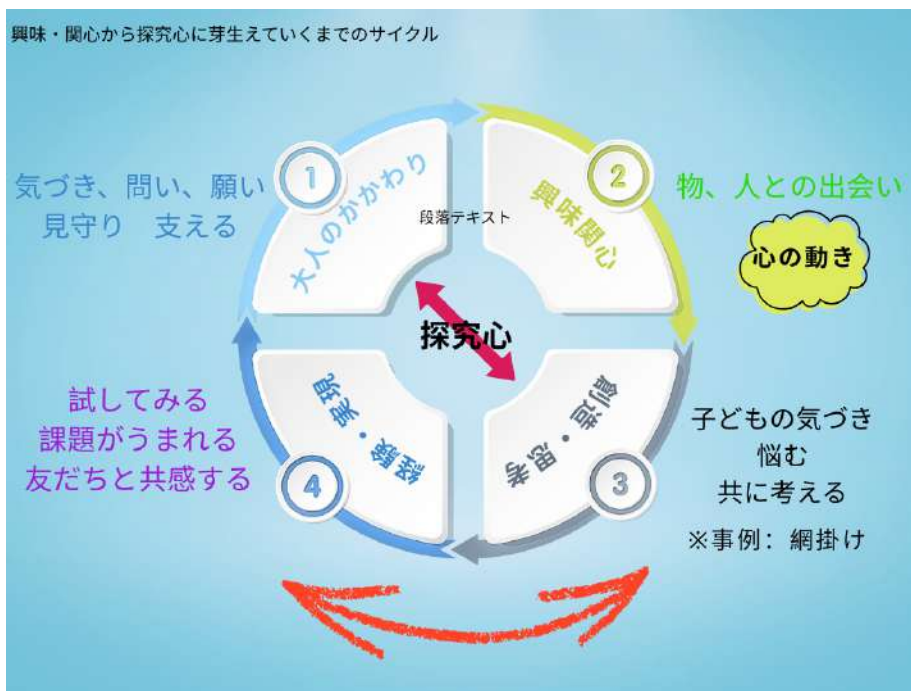 興味・関心から探究心に芽生えていくまでのサイクル
1
大人のかかわり
気づき、問い、願い
見守り　支える
段落テキスト
2
興味関心
物、人との出会い
心の動き
探究心
3
創造・思考
子どもの気づき
悩む
共に考える
※事例：網掛け
4
経験・実現
試してみる
課題がうまれる
友だちと共感する